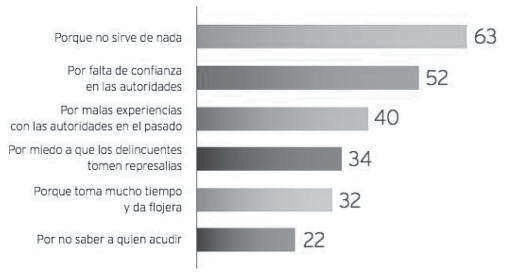 Porque no sirve de nada 63
Por falta de confianza
en las autoridades 52
Por malas experiencias
con las autoridades en el pasado 40
Por miedo a que los delincuentes
tomen represalias 34
Porque toma mucho tiempo
y da flojera 32
Por no saber a quien acudir 22